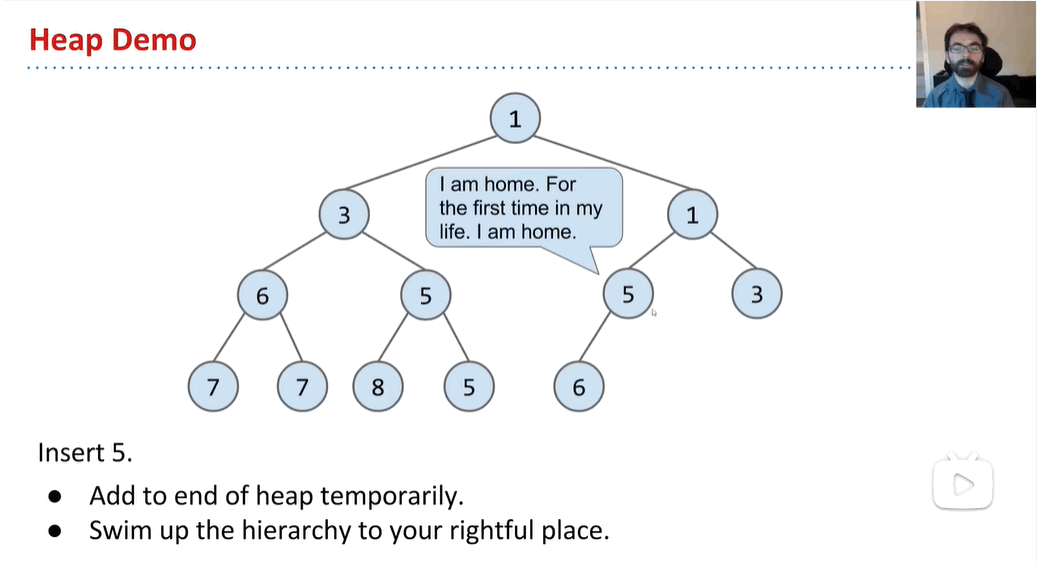 Heap Demo
1
I am home. For
the first time in my
life. I am home.
3
1
6
5
5
3
7
7
8
5
6
Insert 5.
● Add to end of heap temporarily.
● Swim up the hierarchy to your rightful place.